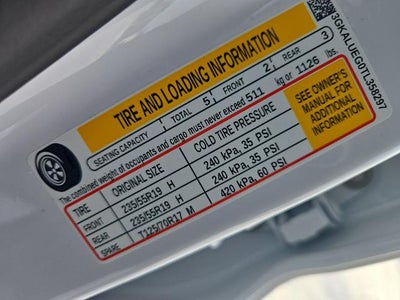 TIRE AND LOADING INFORMATION
SEATING CAPACITY TOTAL 5 FRONT 2 REAR 3
The combined weight of occupants and cargo must never exceed 511 kg or 1126 lbs.
TIRE ORIGINAL SIZE COLD TIRE PRESSURE
FRONT 235/55R19 H 240 kPa, 35 PSI
REAR 235/55R19 H 240 kPa, 35 PSI
SPARE T125/70R17 M 420 kPa, 60 PSI
SEE OWNER'S
MANUAL FOR
ADDITIONAL
INFORMATION
3GKALUEG0TL358297